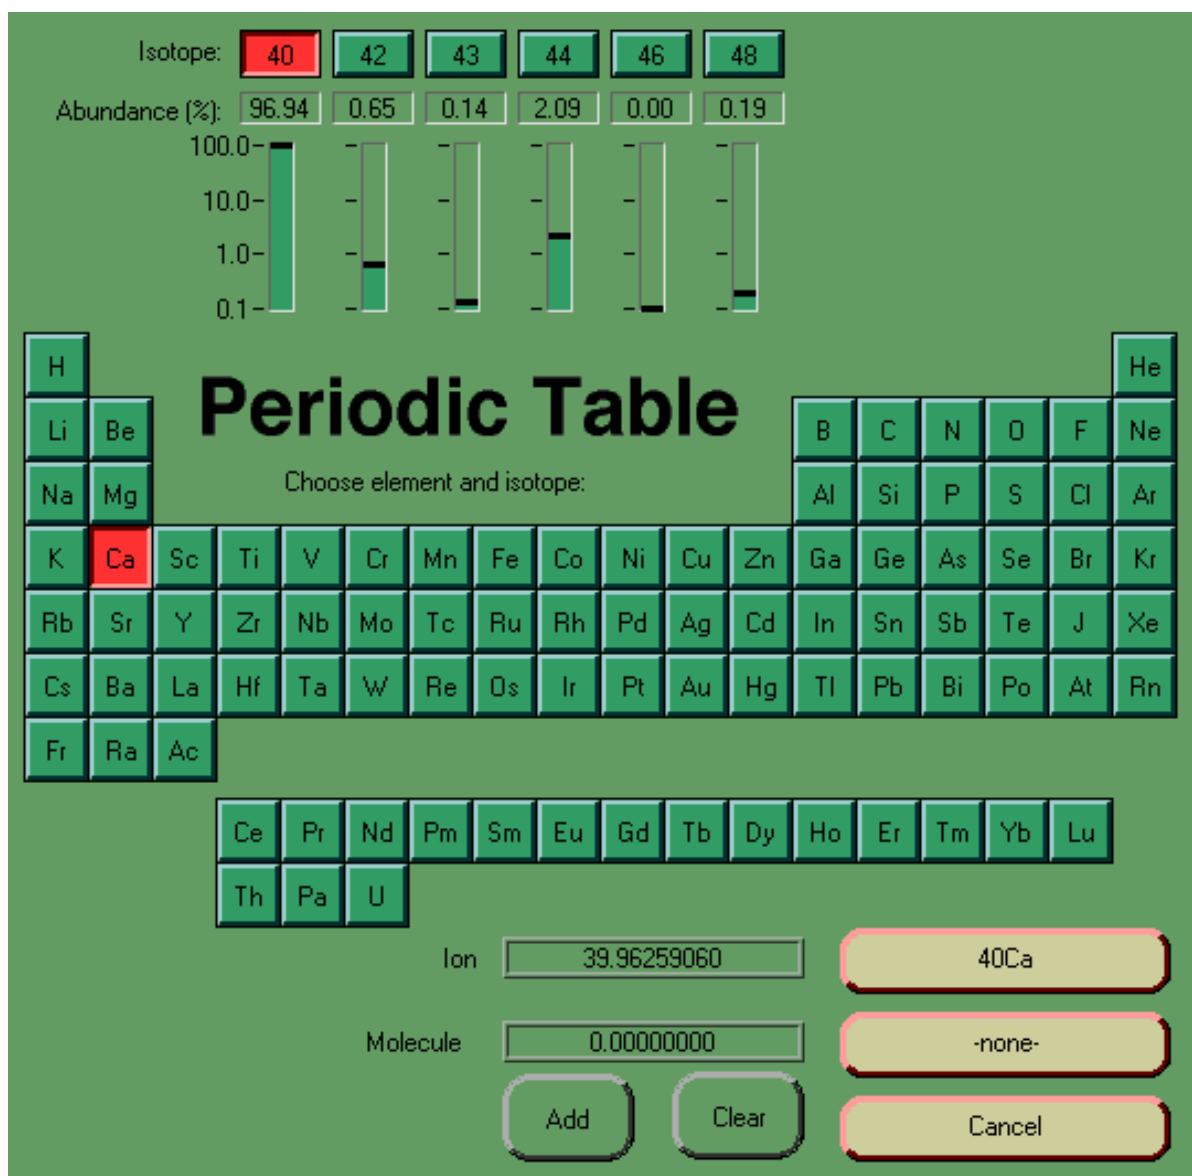 Isotope: 40 42 43 44 46 48
Abundance (%): 96.94 0.65 0.14 2.09 0.00 0.19
100.0
10.0
1.0
0.1
H He
Periodic Table
Li Be B C N O F Ne
Choose element and isotope:
Na Mg Al Si P S Cl Ar
K Ca Sc Ti V Cr Mn Fe Co Ni Cu Zn Ga Ge As Se Br Kr
Rb Sr Y Zr Nb Mo Tc Ru Rh Pd Ag Cd In Sn Sb Te J Xe
Cs Ba La Hf Ta W Re Os Ir Pt Au Hg Tl Pb Bi Po At Rn
Fr Ra Ac
Ce Pr Nd Pm Sm Eu Gd Tb Dy Ho Er Tm Yb Lu
Th Pa U
Ion 39.96259060 40Ca
Molecule 0.00000000 -none-
Add Clear Cancel